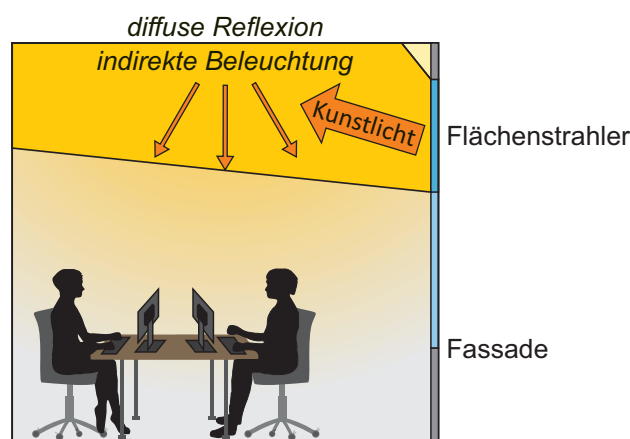 diffuse Reflexion
indirekte Beleuchtung
Kunstlicht
Flächenstrahler
Fassade